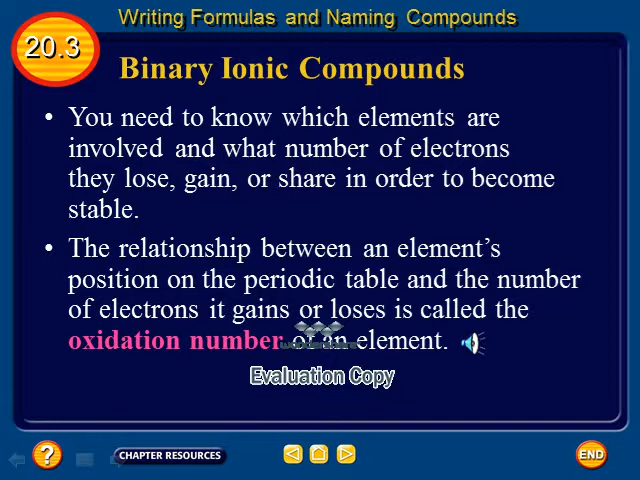 Writing Formulas and Naming Compounds
20.3
Binary Ionic Compounds
• You need to know which elements are
involved and what number of electrons
they lose, gain, or share in order to become
stable.
• The relationship between an element's
position on the periodic table and the number
of electrons it gains or loses is called the
oxidation number of an element.
wondershare
Evaluation Copy
?
CHAPTER RESOURCES
END